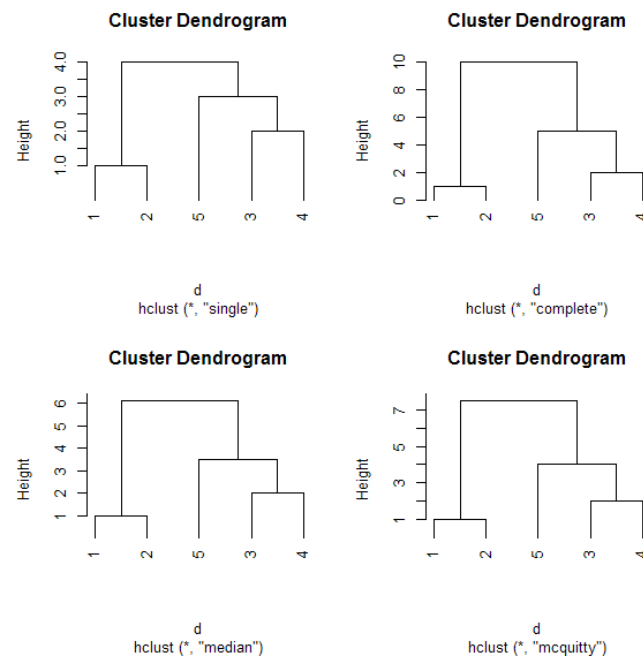 Cluster Dendrogram
Height
1.0 2.0 3.0 4.0
1 2 5 3 4
d
hclust (*, "single")
Cluster Dendrogram
Height
0 2 4 6 8 10
1 2 5 3 4
d
hclust (*, "complete")
Cluster Dendrogram
Height
1 2 3 4 5 6
1 2 5 3 4
d
hclust (*, "median")
Cluster Dendrogram
Height
1 3 5 7
1 2 5 3 4
d
hclust (*, "mcquitty")